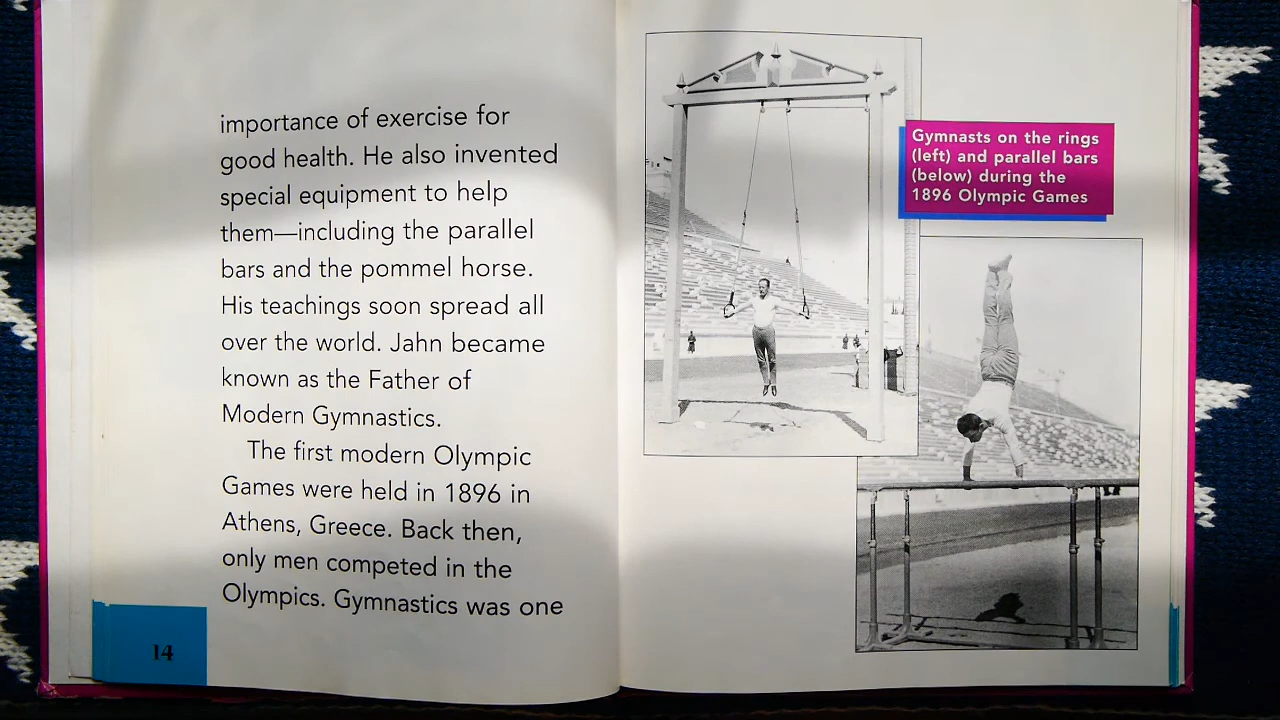 importance of exercise for
good health. He also invented
special equipment to help
them—including the parallel
bars and the pommel horse.
His teachings soon spread all
over the world. Jahn became
known as the Father of
Modern Gymnastics.
The first modern Olympic
Games were held in 1896 in
Athens, Greece. Back then,
only men competed in the
Olympics. Gymnastics was one
14
Gymnasts on the rings
(left) and parallel bars
(below) during the
1896 Olympic Games